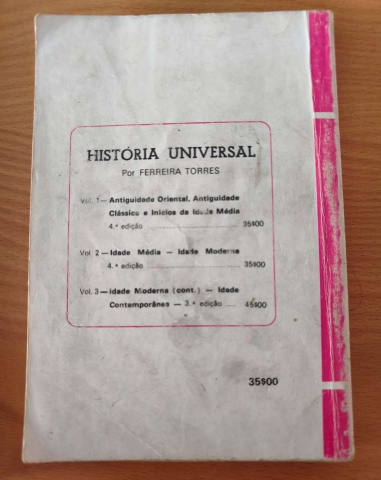 HISTÓRIA UNIVERSAL
Por FERREIRA TORRES
Vol. 1 — Antiguidade Oriental, Antiguidade
Clássica e Inícios da Idade Média
4.ª edição ................ 35$00
Vol. 2 — Idade Média — Idade Moderna
4.ª edição ................ 35$00
Vol. 3 — Idade Moderna (cont.) — Idade
Contemporânea — 3.ª edição .... 45$00
35$00